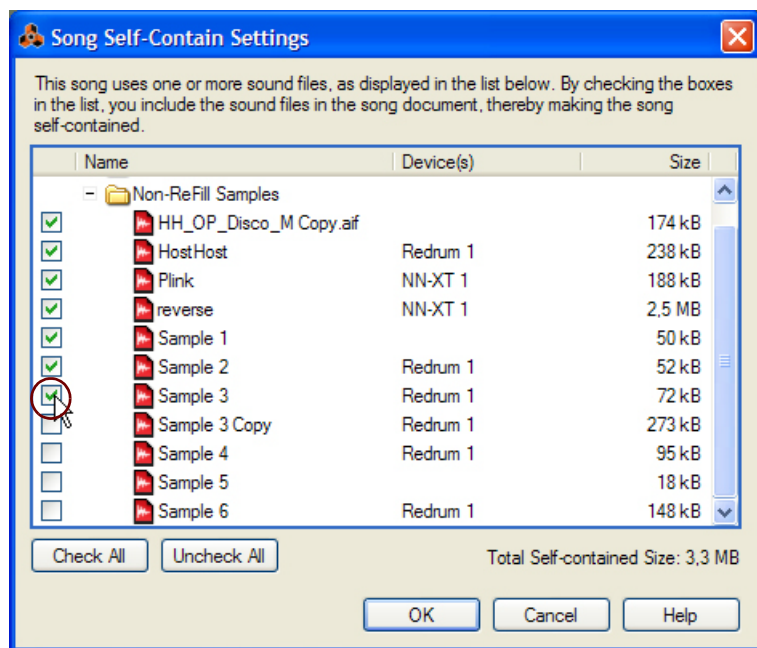 Song Self-Contain Settings
This song uses one or more sound files, as displayed in the list below. By checking the boxes
in the list, you include the sound files in the song document, thereby making the song
self-contained.
Name Device(s) Size
Non-ReFill Samples
HH_OP_Disco_M Copy.aif 174 kB
HostHost Redrum 1 238 kB
Plink NN-XT 1 188 kB
reverse NN-XT 1 2,5 MB
Sample 1 50 kB
Sample 2 Redrum 1 52 kB
Sample 3 Redrum 1 72 kB
Sample 3 Copy Redrum 1 273 kB
Sample 4 Redrum 1 95 kB
Sample 5 18 kB
Sample 6 Redrum 1 148 kB
Check All Uncheck All Total Self-contained Size: 3,3 MB
OK Cancel Help